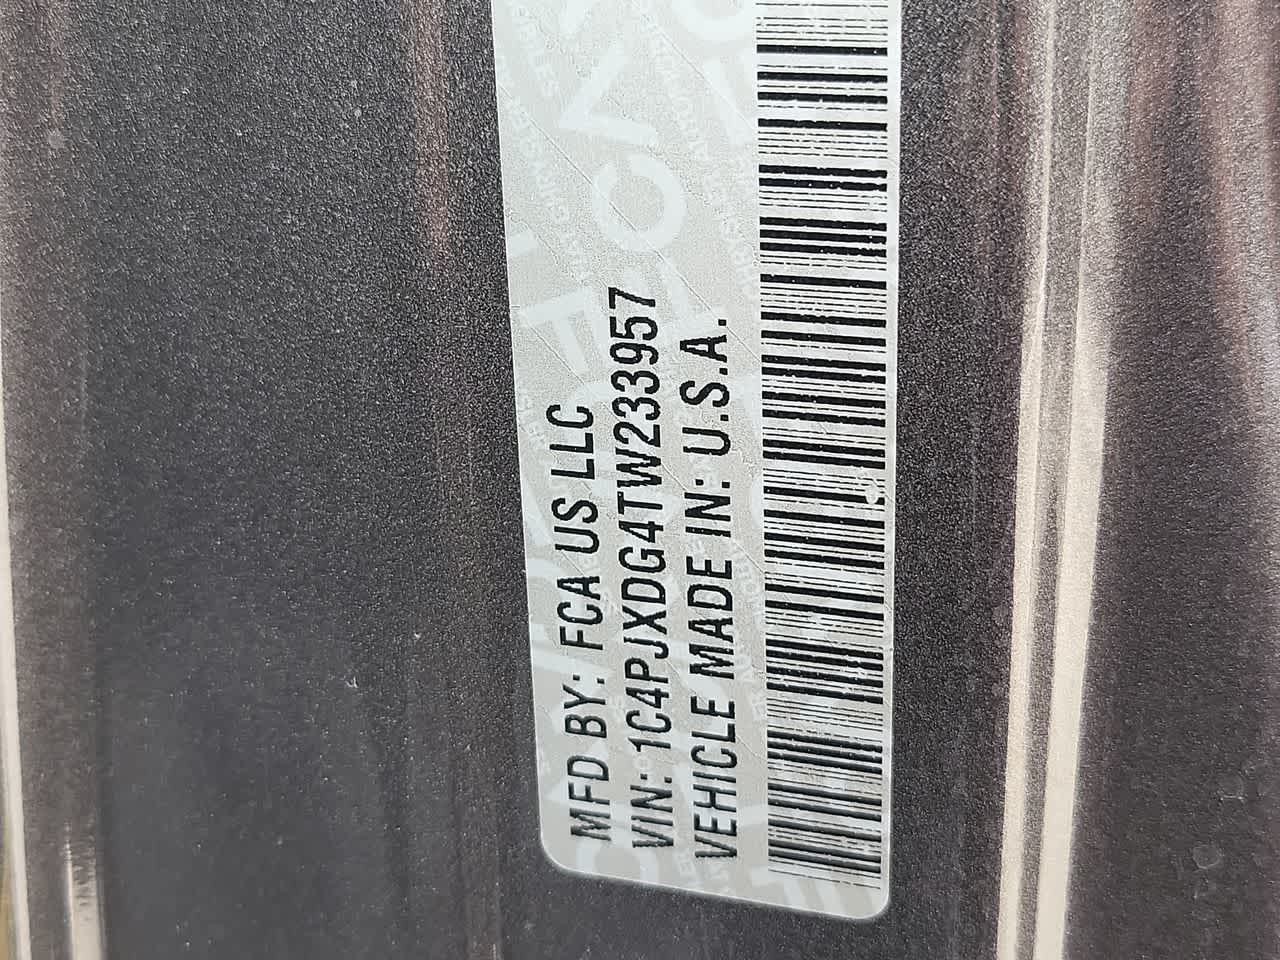 MFD BY: FCA US LLC
VIN: 1C4PJXDG4TW233957
VEHICLE MADE IN: U.S.A.